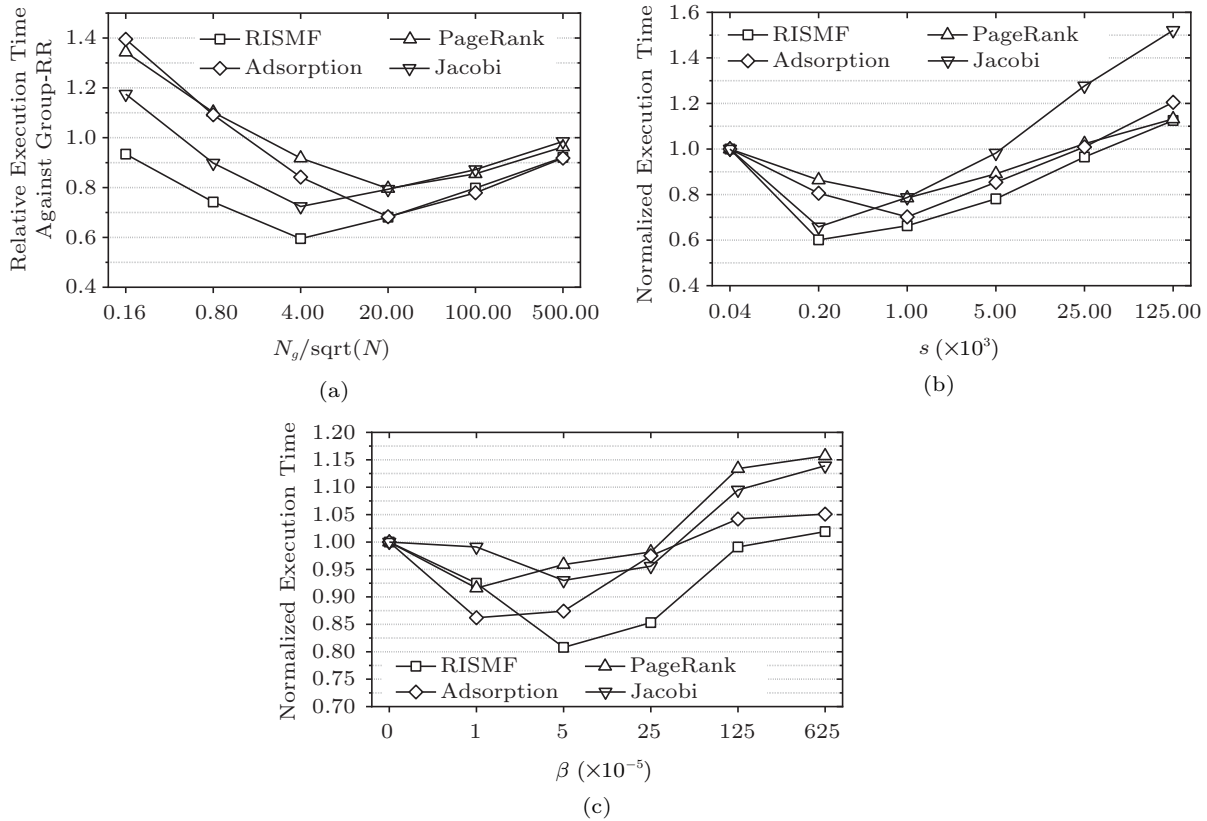 Relative Execution Time
Against Group-RR
1.4
1.2
1.0
0.8
0.6
0.4
RISMF
PageRank
Adsorption
Jacobi
0.16
0.80
4.00
20.00
100.00
500.00
N_g/sqrt(N)
(a)
Normalized Execution Time
1.6
1.4
1.2
1.0
0.8
0.6
0.4
RISMF
PageRank
Adsorption
Jacobi
0.04
0.20
1.00
5.00
25.00
125.00
s (×10³)
(b)
Normalized Execution Time
1.20
1.15
1.10
1.05
1.00
0.95
0.90
0.85
0.80
0.75
0.70
RISMF
PageRank
Adsorption
Jacobi
0
1
5
25
125
625
β (×10⁻⁵)
(c)